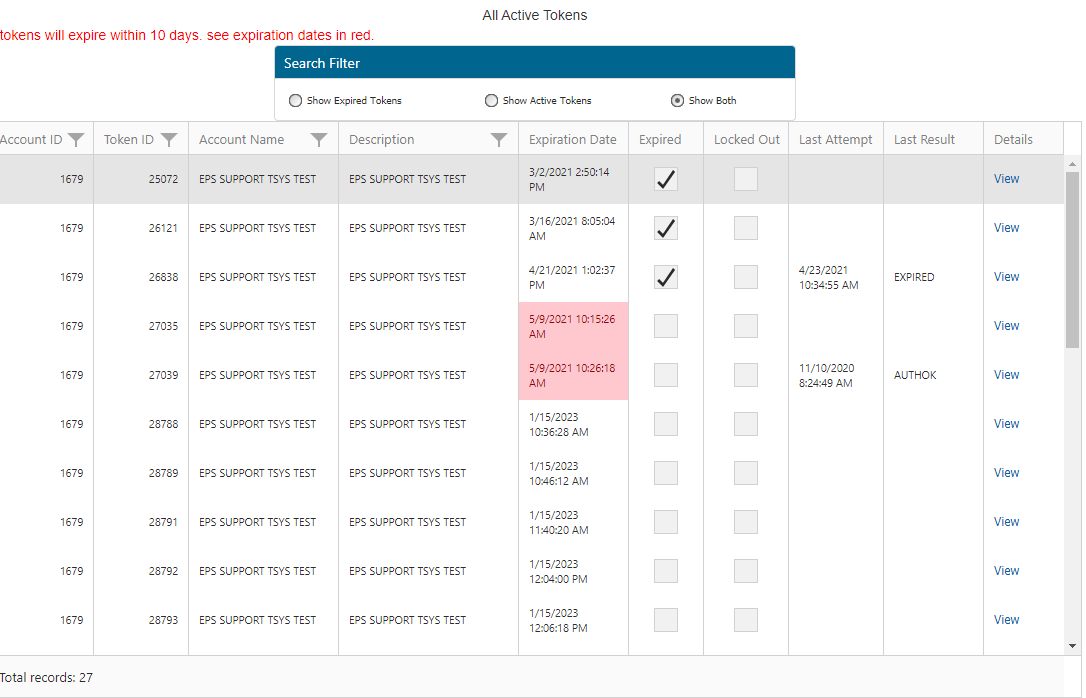 All Active Tokens
tokens will expire within 10 days. see expiration dates in red.
Search Filter
Show Expired Tokens Show Active Tokens Show Both
Account ID Token ID Account Name Description Expiration Date Expired Locked Out Last Attempt Last Result Details
1679 25072 EPS SUPPORT TSYS TEST EPS SUPPORT TSYS TEST 3/2/2021 2:50:14 View
PM
1679 26121 EPS SUPPORT TSYS TEST EPS SUPPORT TSYS TEST 3/16/2021 8:05:04 View
AM
1679 26838 EPS SUPPORT TSYS TEST EPS SUPPORT TSYS TEST 4/21/2021 1:02:37 4/23/2021 EXPIRED View
PM 10:34:55 AM
1679 27035 EPS SUPPORT TSYS TEST EPS SUPPORT TSYS TEST 5/9/2021 10:15:26 View
AM
1679 27039 EPS SUPPORT TSYS TEST EPS SUPPORT TSYS TEST 5/9/2021 10:26:18 11/10/2020 AUTHOK View
AM 8:24:49 AM
1679 28788 EPS SUPPORT TSYS TEST EPS SUPPORT TSYS TEST 1/15/2023 View
10:36:28 AM
1679 28789 EPS SUPPORT TSYS TEST EPS SUPPORT TSYS TEST 1/15/2023 View
10:46:12 AM
1679 28791 EPS SUPPORT TSYS TEST EPS SUPPORT TSYS TEST 1/15/2023 View
11:40:20 AM
1679 28792 EPS SUPPORT TSYS TEST EPS SUPPORT TSYS TEST 1/15/2023 View
12:04:00 PM
1679 28793 EPS SUPPORT TSYS TEST EPS SUPPORT TSYS TEST 1/15/2023 View
12:06:18 PM
Total records: 27